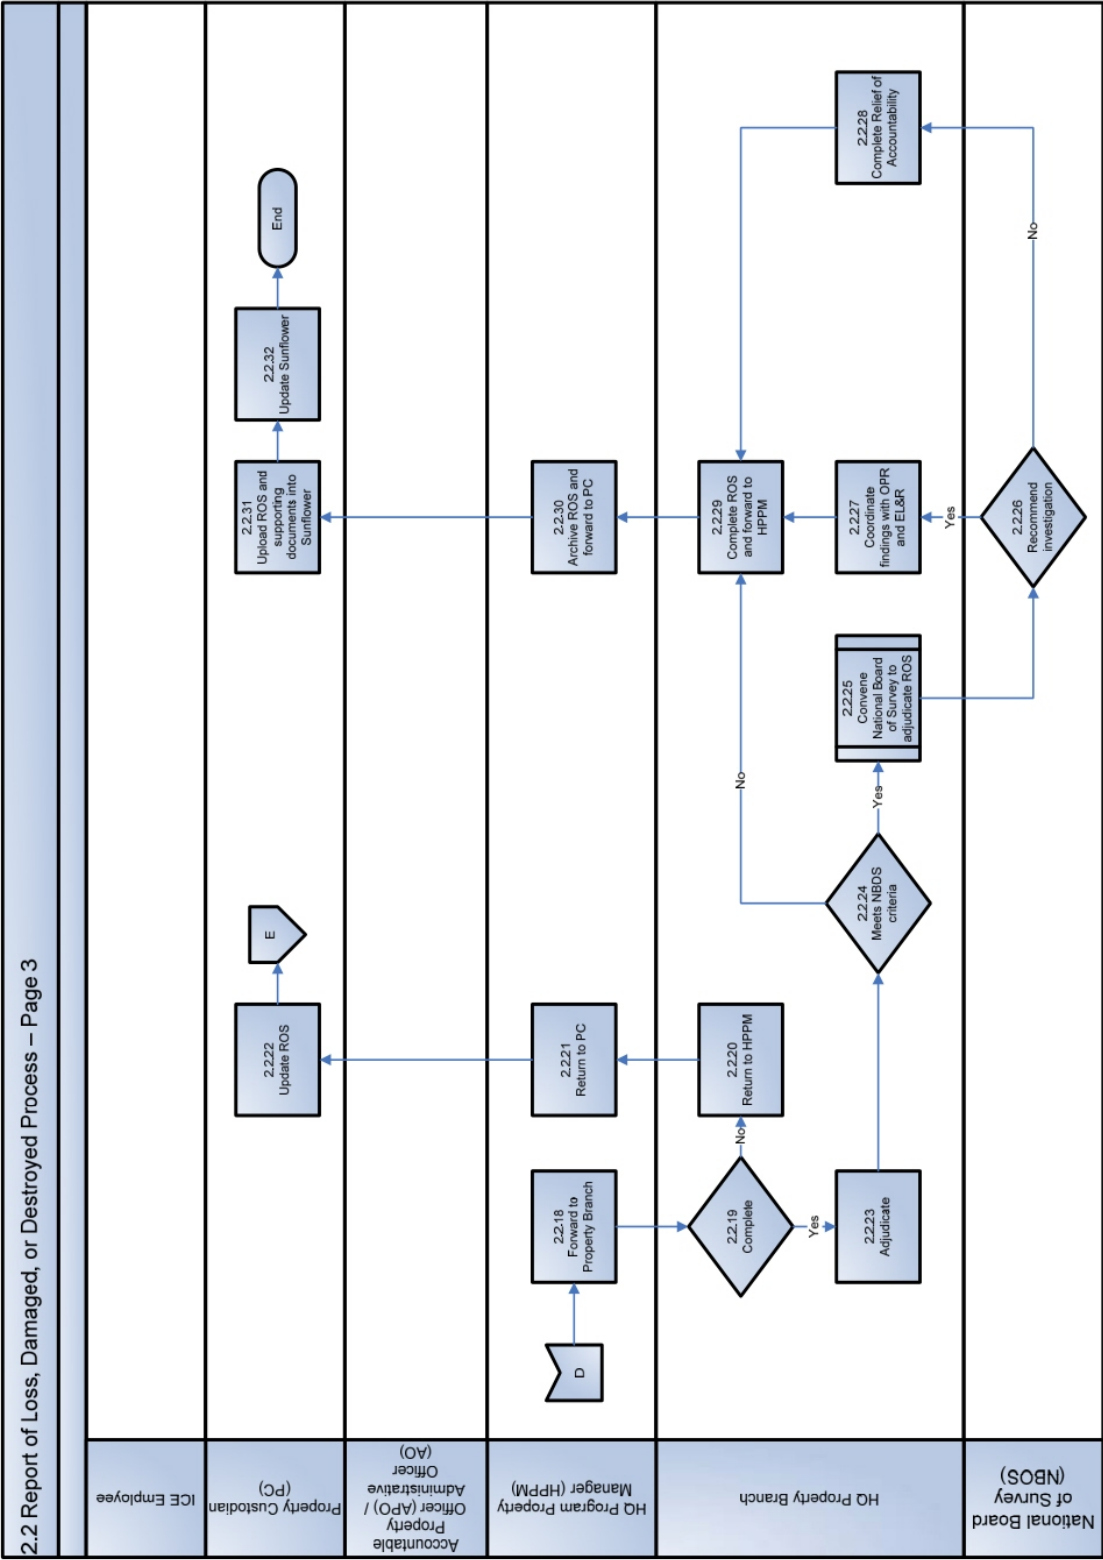 2.2 Report of Loss, Damaged, or Destroyed Process – Page 3
ICE Employee
Property Custodian
(PC)
2.2.22
Update ROS
E
2.2.31
Upload ROS and
supporting
documents into
Sunflower
2.2.32
Update Sunflower
End
Accountable
Property
Officer (APO) /
Administrative
Officer
(AO)
HQ Program Property
Manager (HPPM)
D
2.2.18
Forward to
Property Branch
2.2.21
Return to PC
2.2.30
Archive ROS and
forward to PC
HQ Property Branch
2.2.19
Complete
No
2.2.20
Return to HPPM
Yes
2.2.23
Adjudicate
2.2.24
Meets NBDS
criteria
No
Yes
2.2.25
Convene
National Board
of Survey to
adjudicate ROS
2.2.29
Complete ROS
and forward to
HPPM
2.2.27
Coordinate
findings with OPR
and EL&R
2.2.28
Complete Relief of
Accountability
National Board
of Survey
(NBOS)
Yes
2.2.26
Recommend
investigation
No